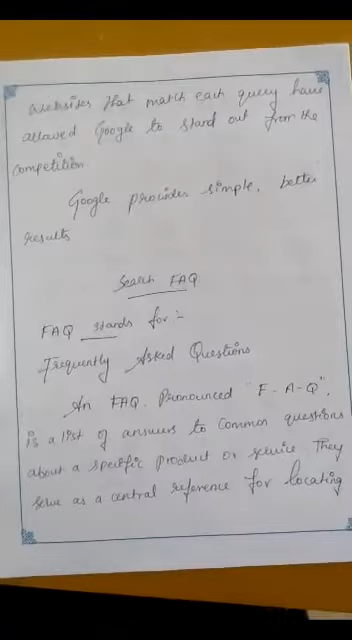 websites that match each query have
allowed Google to stand out from the
competition.
Google provides simple, better
results
Search FAQ
FAQ stands for :-
Frequently Asked Questions
An FAQ. Pronounced "F-A-Q",
is a list of answers to common questions
about a specific product or service They
serve as a central reference for locating